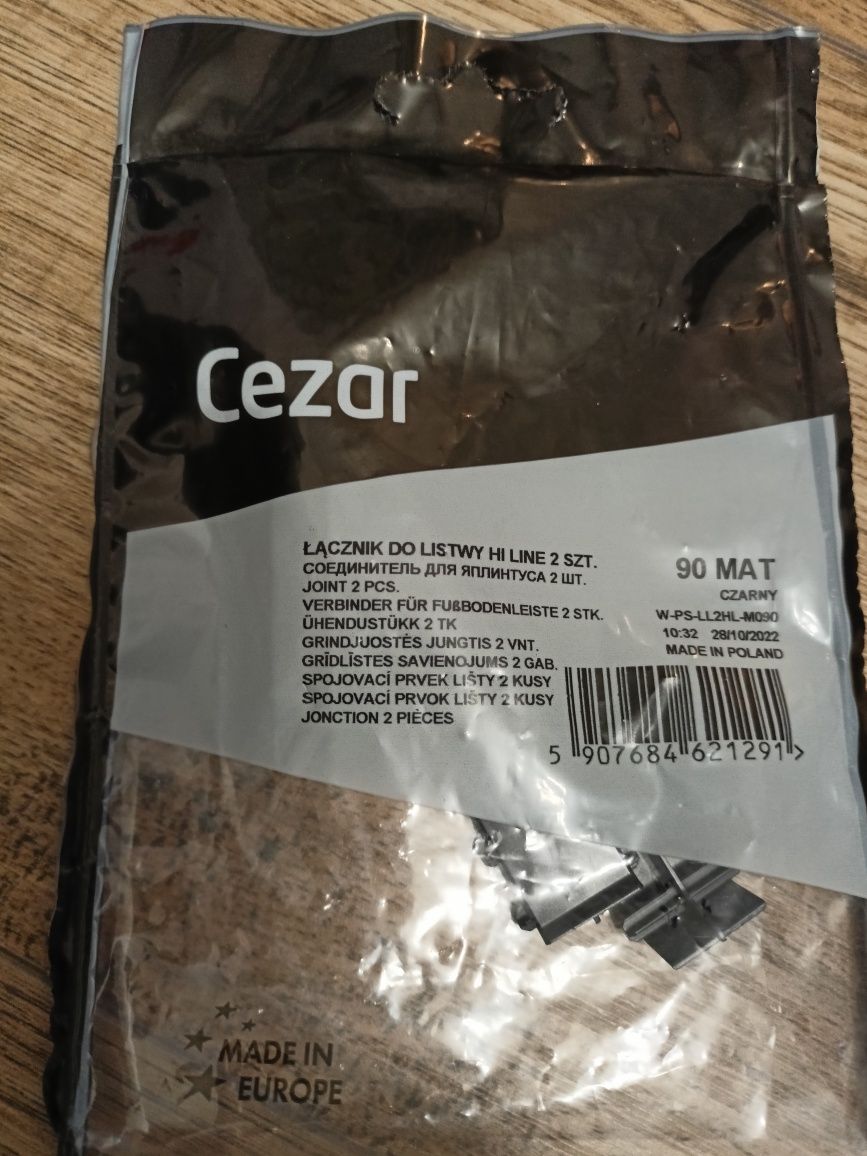 Cezar
ŁĄCZNIK DO LISTWY HI LINE 2 SZT.
СОЕДИНИТЕЛЬ ДЛЯ ЯПЛИНТУСА 2 ШТ.
JOINT 2 PCS.
VERBINDER FÜR FUßBODENLEISTE 2 STK.
ÜHENDUSTÜKK 2 TK
GRINDJUOSTĖS JUNGTIS 2 VNT.
GRĪDLĪSTES SAVIENOJUMS 2 GAB.
SPOJOVACÍ PRVEK LIŠTY 2 KUSY
SPOJOVACÍ PRVOK LIŠTY 2 KUSY
JONCTION 2 PIÈCES
90 MAT
CZARNY
W-PS-LL2HL-M090
10:32 28/10/2022
MADE IN POLAND
5 907684 621291 >
MADE IN
EUROPE